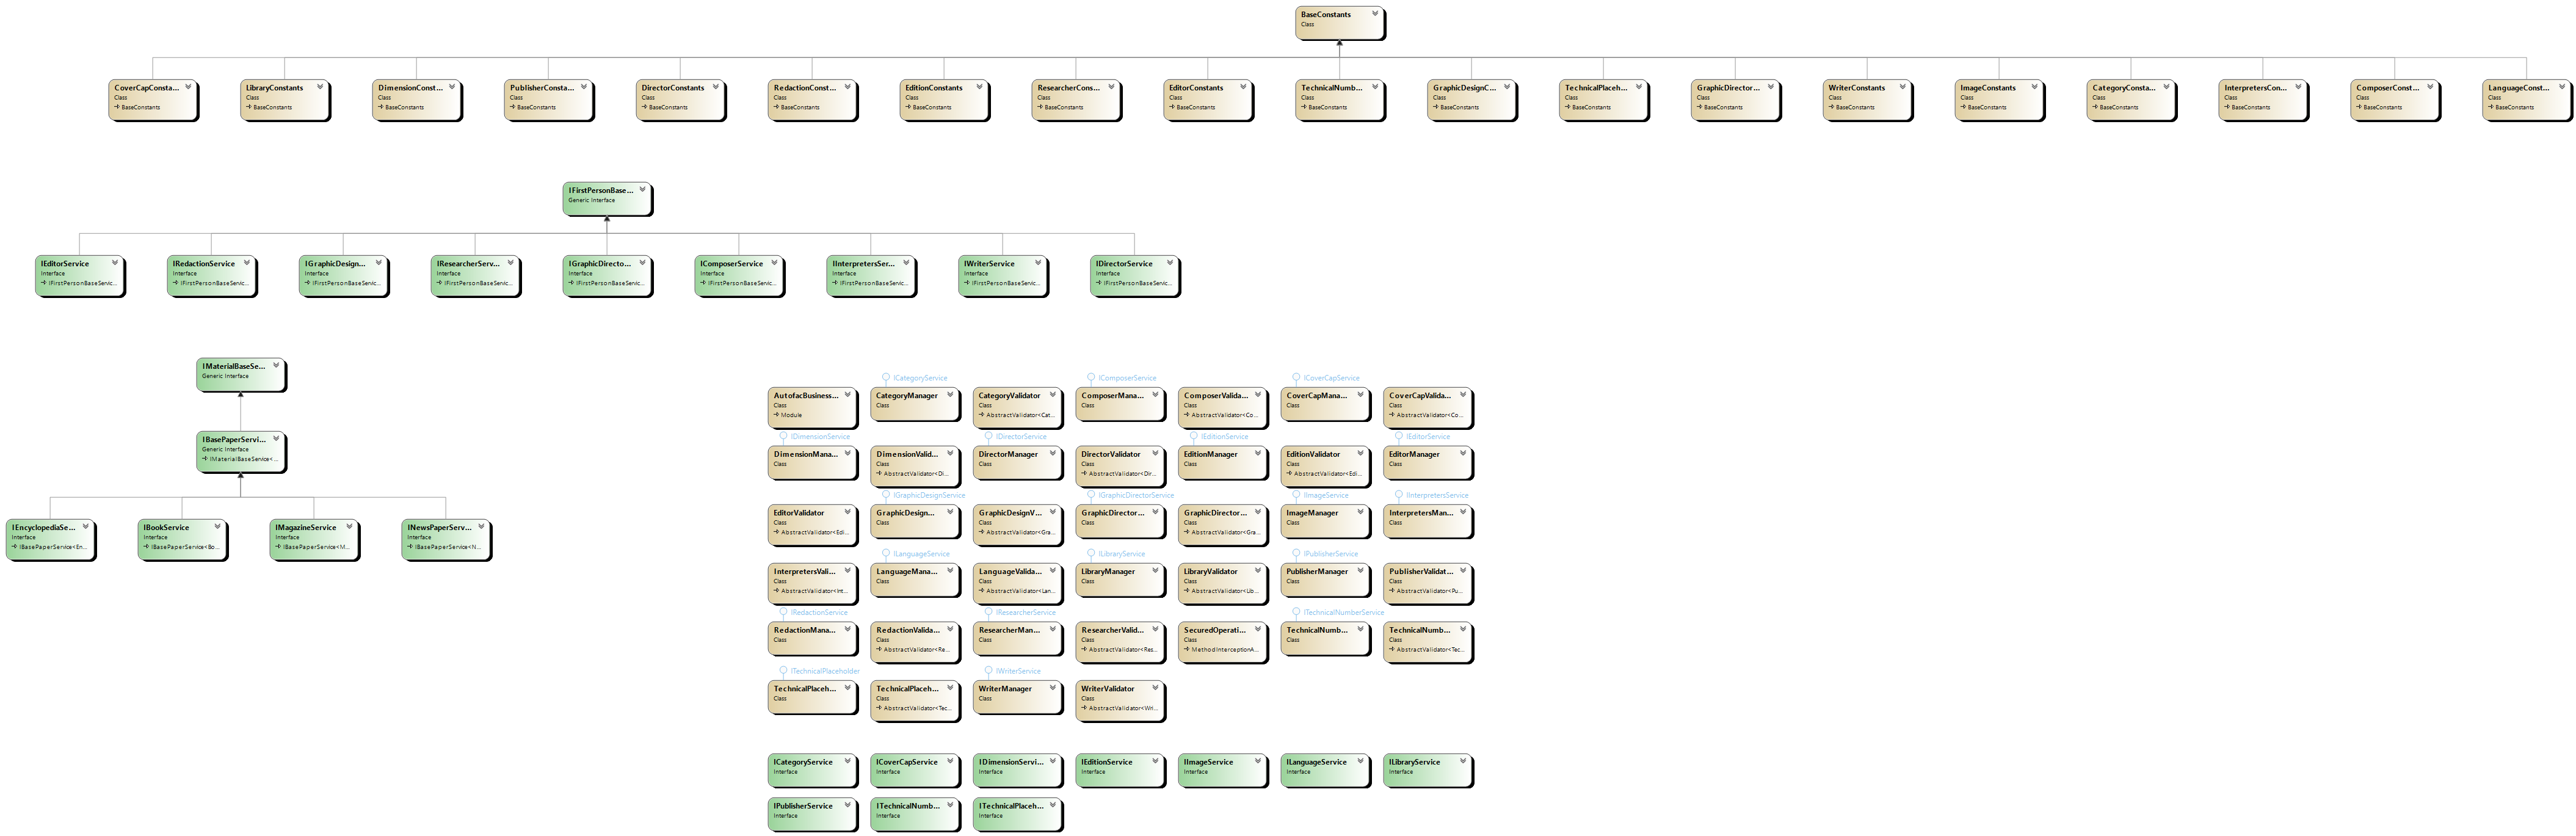 BaseConstants
Class
CoverCapConsta...
Class
BaseConstants
LibraryConstants
Class
BaseConstants
DimensionConst...
Class
BaseConstants
PublisherConsta...
Class
BaseConstants
DirectorConstants
Class
BaseConstants
RedactionConst...
Class
BaseConstants
EditionConstants
Class
BaseConstants
ResearcherCons...
Class
BaseConstants
EditorConstants
Class
BaseConstants
TechnicalNumb...
Class
BaseConstants
GraphicDesignC...
Class
BaseConstants
TechnicalPlaceh...
Class
BaseConstants
GraphicDirector...
Class
BaseConstants
WriterConstants
Class
BaseConstants
ImageConstants
Class
BaseConstants
CategoryConsta...
Class
BaseConstants
InterpretersCon...
Class
BaseConstants
ComposerConst...
Class
BaseConstants
LanguageConst...
Class
BaseConstants
IFirstPersonBase...
Generic Interface
IEditorService
Interface
IFirstPersonBaseServic...
IRedactionService
Interface
IFirstPersonBaseServic...
IGraphicDesign...
Interface
IFirstPersonBaseServic...
IResearcherServ...
Interface
IFirstPersonBaseServic...
IGraphicDirecto...
Interface
IFirstPersonBaseServic...
IComposerService
Interface
IFirstPersonBaseServic...
IInterpretersSer...
Interface
IFirstPersonBaseServic...
IWriterService
Interface
IFirstPersonBaseServic...
IDirectorService
Interface
IFirstPersonBaseServic...
IMaterialBaseSe...
Generic Interface
IBasePaperServi...
Generic Interface
IMaterialBaseService<...
IEncyclopediaSe...
Interface
IBasePaperService<En...
IBookService
Interface
IBasePaperService<Bo...
IMagazineService
Interface
IBasePaperService<M...
INewsPaperServ...
Interface
IBasePaperService<N...
AutofacBusiness...
Class
Module
ICategoryService
CategoryManager
Class
CategoryValidator
Class
AbstractValidator<Cat...
IComposerService
ComposerMana...
Class
ComposerValida...
Class
AbstractValidator<Co...
ICoverCapService
CoverCapMana...
Class
CoverCapValida...
Class
AbstractValidator<Co...
IDimensionService
DimensionMana...
Class
DimensionValid...
Class
AbstractValidator<Di...
IDirectorService
DirectorManager
Class
DirectorValidator
Class
AbstractValidator<Dir...
IEditionService
EditionManager
Class
EditionValidator
Class
AbstractValidator<Edi...
IEditorService
EditorManager
Class
EditorValidator
Class
AbstractValidator<Edi...
IGraphicDesignService
GraphicDesign...
Class
GraphicDesignV...
Class
AbstractValidator<Gra...
IGraphicDirectorService
GraphicDirector...
Class
GraphicDirector...
Class
AbstractValidator<Gra...
IImageService
ImageManager
Class
IInterpretersService
InterpretersMan...
Class
InterpretersVali...
Class
AbstractValidator<Int...
ILanguageService
LanguageMana...
Class
LanguageValida...
Class
AbstractValidator<Lan...
ILibraryService
LibraryManager
Class
LibraryValidator
Class
AbstractValidator<Lib...
IPublisherService
PublisherManager
Class
PublisherValidat...
Class
AbstractValidator<Pu...
IRedactionService
RedactionMana...
Class
RedactionValida...
Class
AbstractValidator<Re...
IResearcherService
ResearcherMan...
Class
ResearcherValid...
Class
AbstractValidator<Res...
SecuredOperati...
Class
MethodInterceptionA...
ITechnicalNumberService
TechnicalNumb...
Class
TechnicalNumb...
Class
AbstractValidator<Tec...
ITechnicalPlaceholder
TechnicalPlaceh...
Class
TechnicalPlaceh...
Class
AbstractValidator<Tec...
IWriterService
WriterManager
Class
WriterValidator
Class
AbstractValidator<Wri...
ICategoryService
Interface
ICoverCapService
Interface
IDimensionServi...
Interface
IEditionService
Interface
IImageService
Interface
ILanguageService
Interface
ILibraryService
Interface
IPublisherService
Interface
ITechnicalNumb...
Interface
ITechnicalPlaceh...
Interface